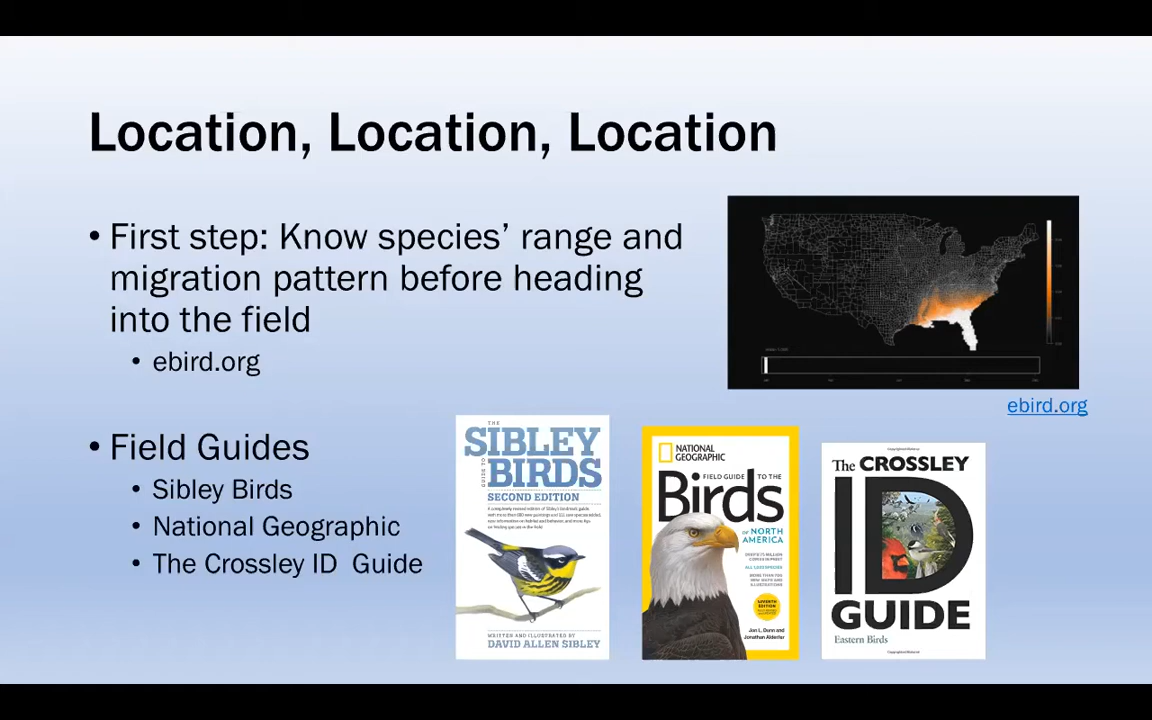 Location, Location, Location
• First step: Know species’ range and
migration pattern before heading
into the field
• ebird.org
ebird.org
• Field Guides
• Sibley Birds
• National Geographic
• The Crossley ID  Guide
THE
SIBLEY
GUIDE TO
BIRDS
SECOND EDITION
WRITTEN AND ILLUSTRATED BY
DAVID ALLEN SIBLEY
NATIONAL
GEOGRAPHIC
FIELD GUIDE TO THE
Birds
OF NORTH
AMERICA
SEVENTH
EDITION
Jon L. Dunn and
Jonathan Alderfer
The CROSSLEY
ID
GUIDE
Eastern Birds